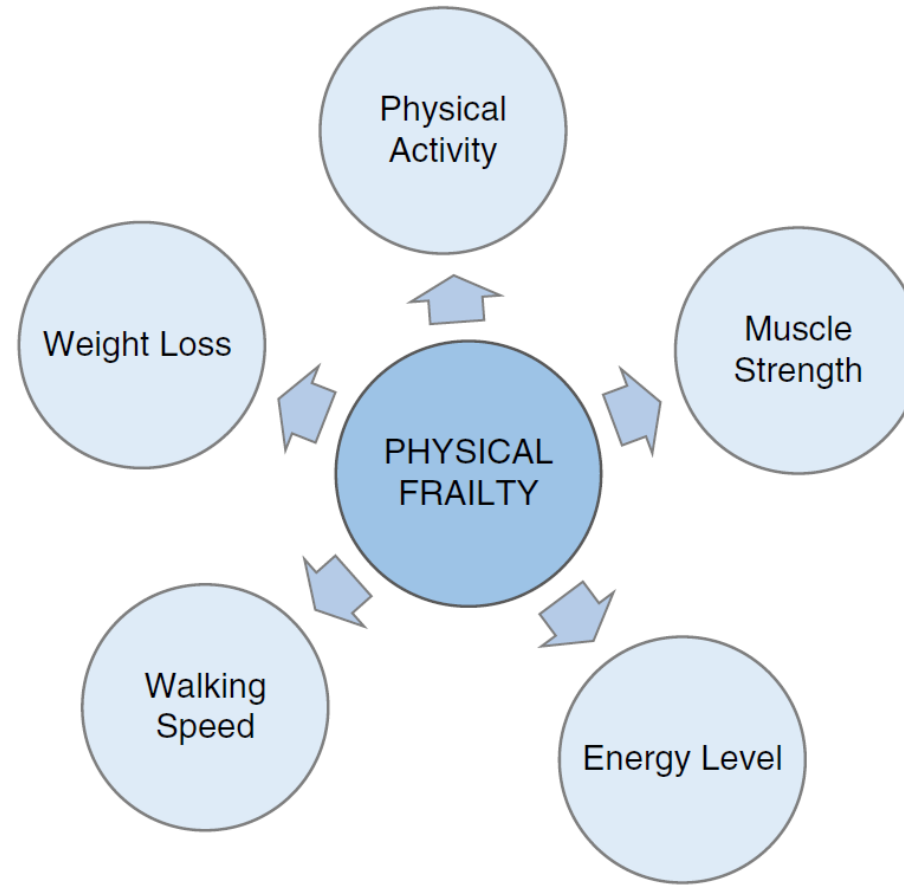 Physical
Activity
Weight Loss
Muscle
Strength
PHYSICAL
FRAILTY
Walking
Speed
Energy Level